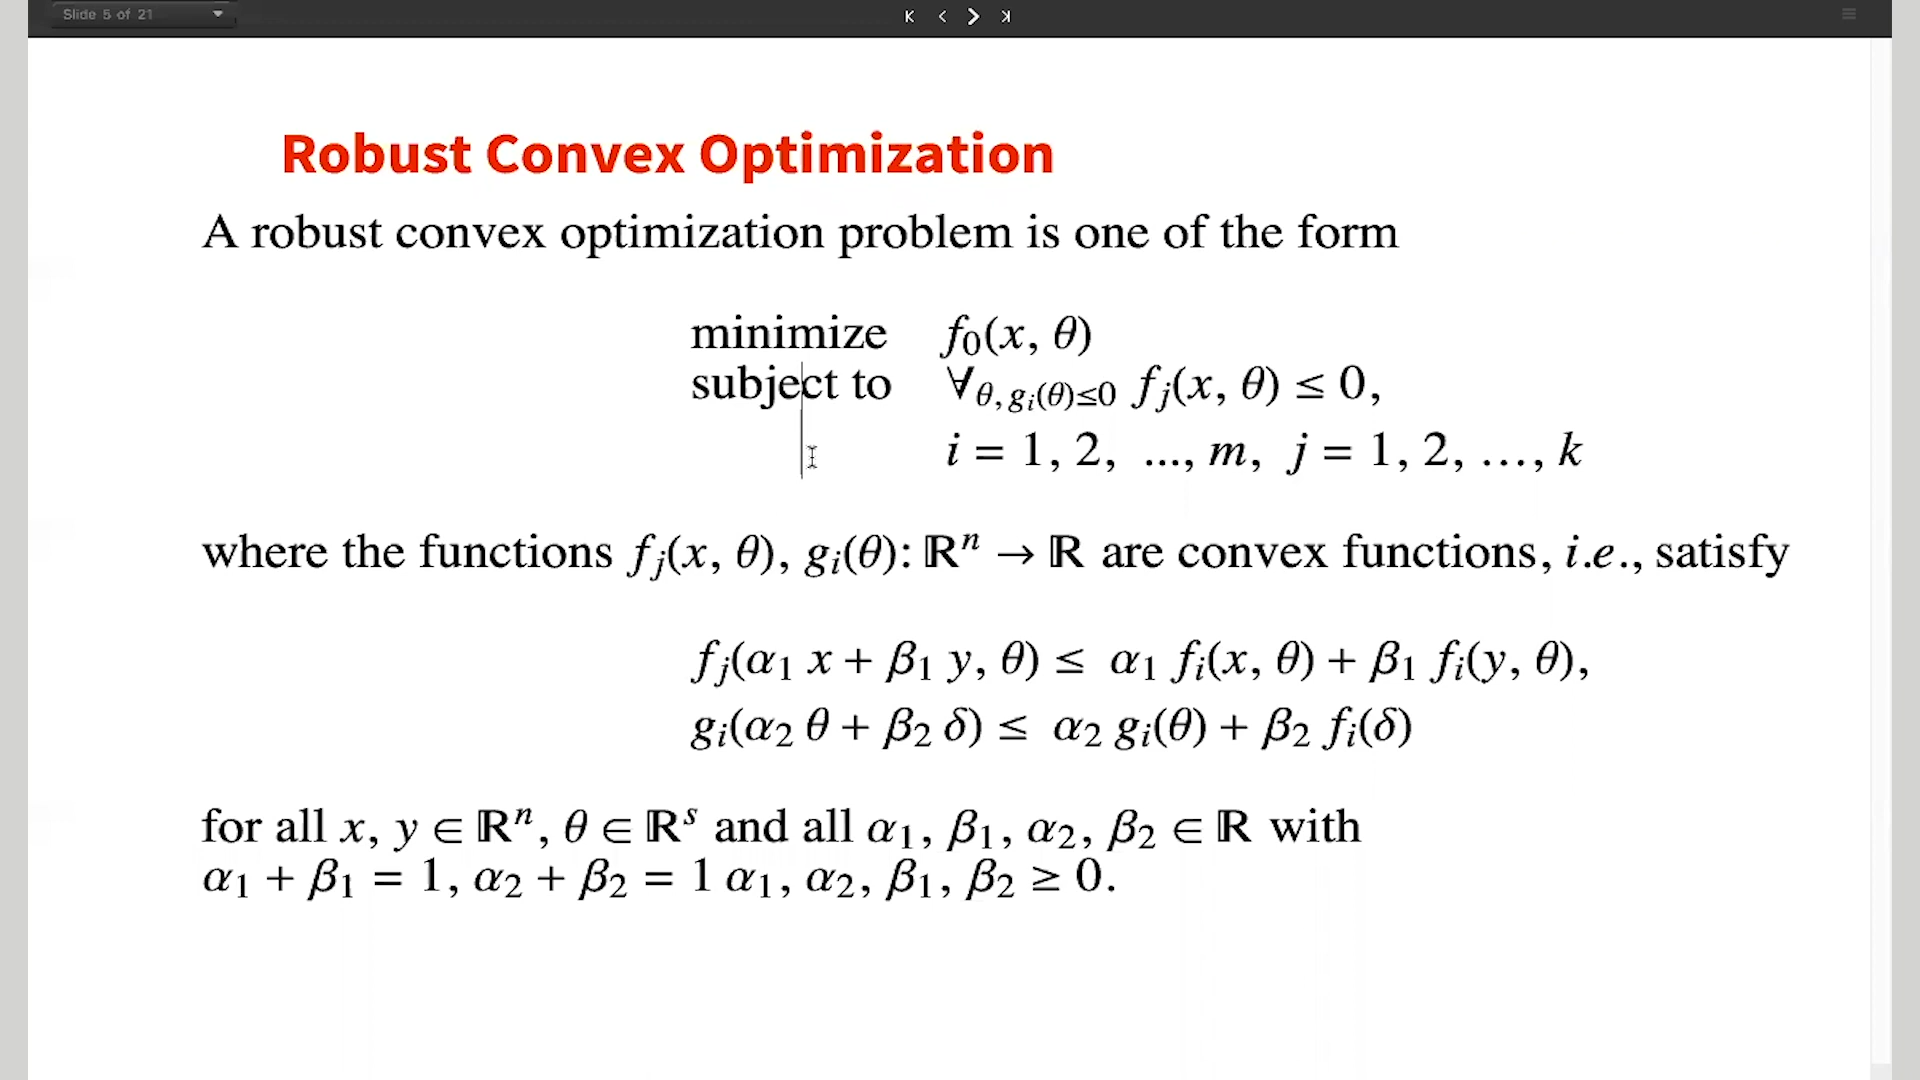 Slide 5 of 21
Robust Convex Optimization
A robust convex optimization problem is one of the form
minimize f₀(x, θ)
subject to ∀θ, gᵢ(θ)≤0 fⱼ(x, θ) ≤ 0,
i = 1, 2, ..., m, j = 1, 2, …, k
where the functions fⱼ(x, θ), gᵢ(θ): ℝⁿ → ℝ are convex functions, i.e., satisfy
fⱼ(α₁ x + β₁ y, θ) ≤ α₁ fᵢ(x, θ) + β₁ fᵢ(y, θ),
gᵢ(α₂ θ + β₂ δ) ≤ α₂ gᵢ(θ) + β₂ fᵢ(δ)
for all x, y ∈ ℝⁿ, θ ∈ ℝˢ and all α₁, β₁, α₂, β₂ ∈ ℝ with
α₁ + β₁ = 1, α₂ + β₂ = 1 α₁, α₂, β₁, β₂ ≥ 0.